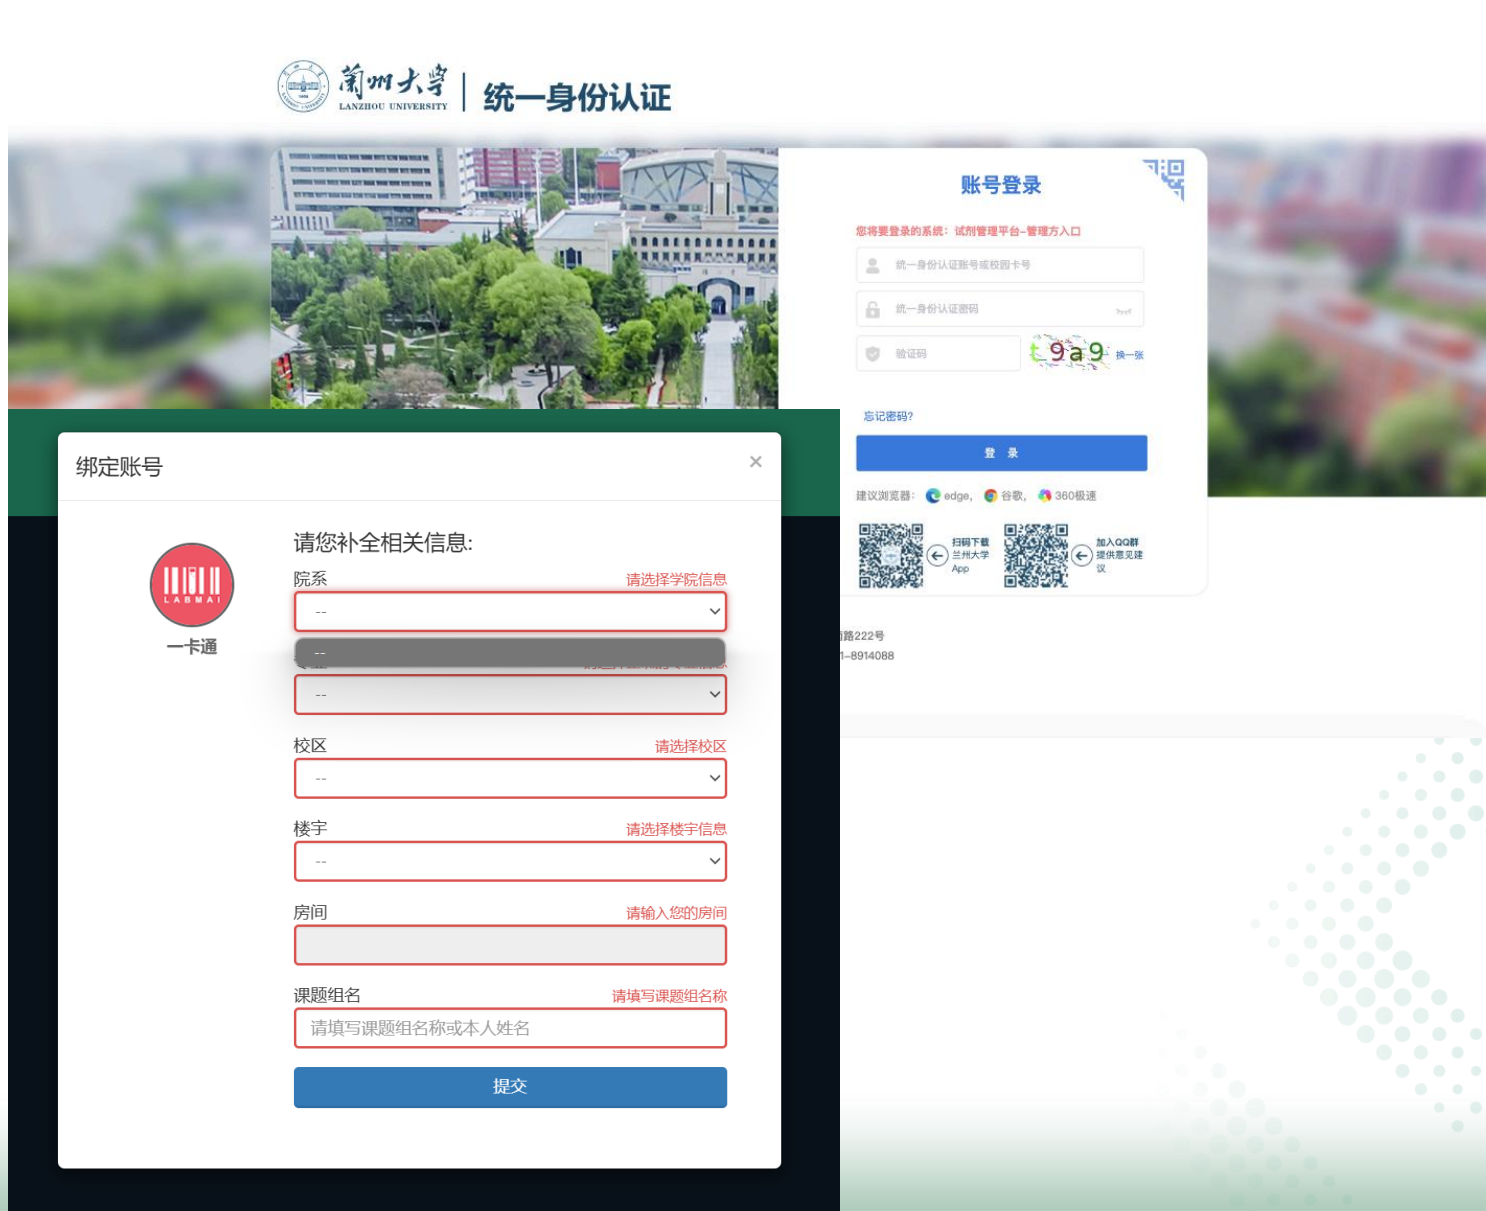 蘭州大學
LANZHOU UNIVERSITY
统一身份认证
账号登录
您将要登录的系统：试剂管理平台-管理方入口
统一身份认证账号或校园卡号
统一身份认证密码
验证码
t9a9
换一张
忘记密码?
登 录
建议浏览器： edge, 谷歌, 360极速
扫码下载
兰州大学
App
加入QQ群
提供意见建
议
路222号
1-8914088
绑定账号
×
LABMAI
一卡通
请您补全相关信息:
院系
请选择学院信息
--
--
--
校区
请选择校区
--
楼宇
请选择楼宇信息
--
房间
请输入您的房间
课题组名
请填写课题组名称
请填写课题组名称或本人姓名
提交